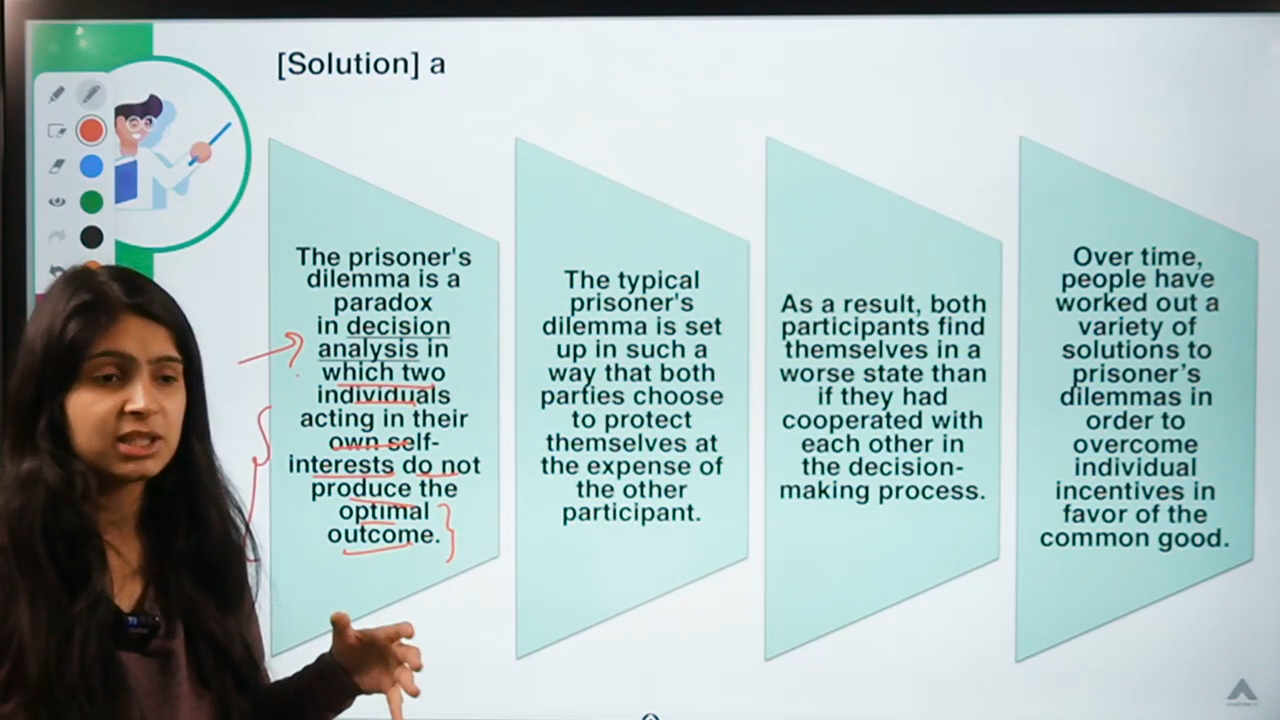 [Solution] a
The prisoner's
dilemma is a
paradox
in decision
analysis in
which two
individuals
acting in their
own self-
interests do not
produce the
optimal
outcome.
The typical
prisoner's
dilemma is set
up in such a
way that both
parties choose
to protect
themselves at
the expense of
the other
participant.
As a result, both
participants find
themselves in a
worse state than
if they had
cooperated with
each other in
the decision-
making process.
Over time,
people have
worked out a
variety of
solutions to
prisoner's
dilemmas in
order to
overcome
individual
incentives in
favor of the
common good.